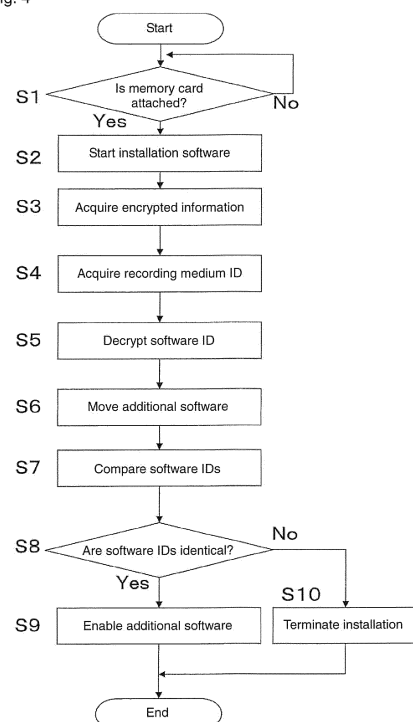 Fig. 4
Start
S1
Is memory card
attached?
No
Yes
S2
Start installation software
S3
Acquire encrypted information
S4
Acquire recording medium ID
S5
Decrypt software ID
S6
Move additional software
S7
Compare software IDs
S8
Are software IDs identical?
No
Yes
S10
S9
Enable additional software
Terminate installation
End